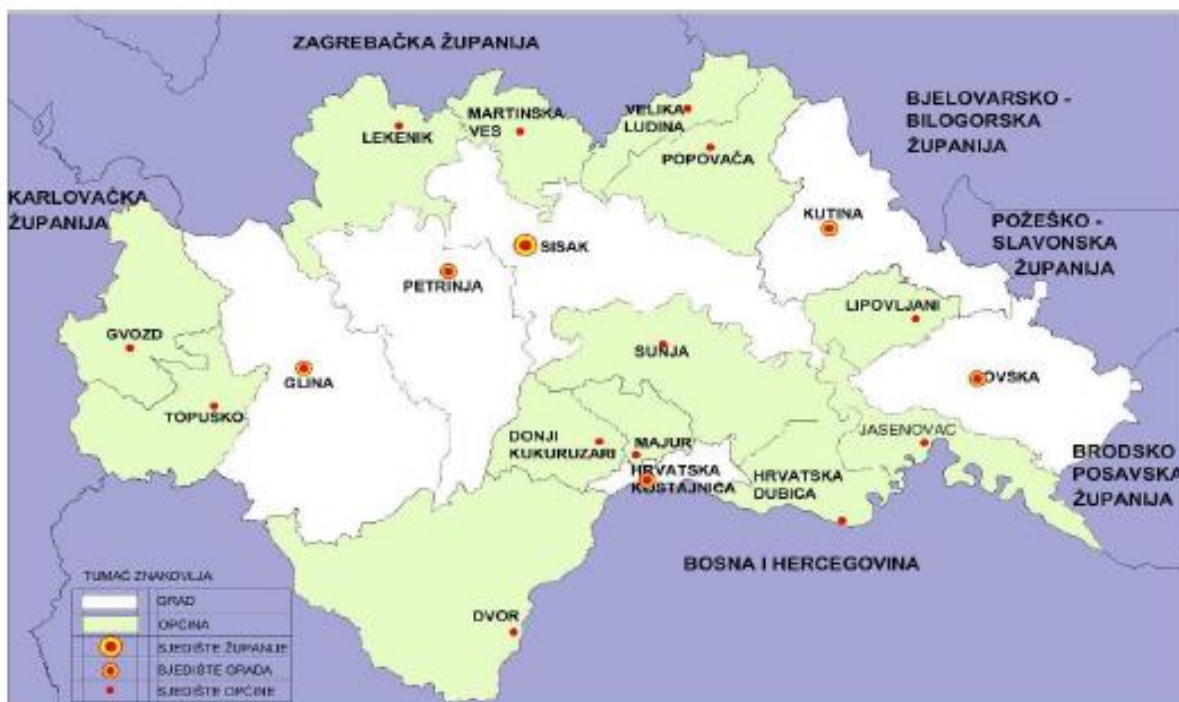 ZAGREBAČKA ŽUPANIJA
BJELOVARSKO -
BILOGORSKA
ŽUPANIJA
MARTINSKA
VES
VELIKA
LUDINA
LEKENIK
POPOVAČA
KARLOVAČKA
ŽUPANIJA
KUTINA
POŽEŠKO -
SLAVONSKA
ŽUPANIJA
SISAK
PETRINJA
LIPOVLJANI
GVOZD
SUNJA
GLINA
OVSKA
TOPUSKO
JASENOVAC
DONJI
KUKURUZARI
MAJUR
HRVATSKA
KOSTAJNICA
HRVATSKA
DUBICA
BRODSKO
POSAVSKA
ŽUPANIJA
BOSNA I HERCEGOVINA
DVOR
TUMAČ ZNAKOVLJA
GRAD
OPĆINA
SJEDIŠTE ŽUPANIJE
SJEDIŠTE GRADA
SJEDIŠTE OPĆINE